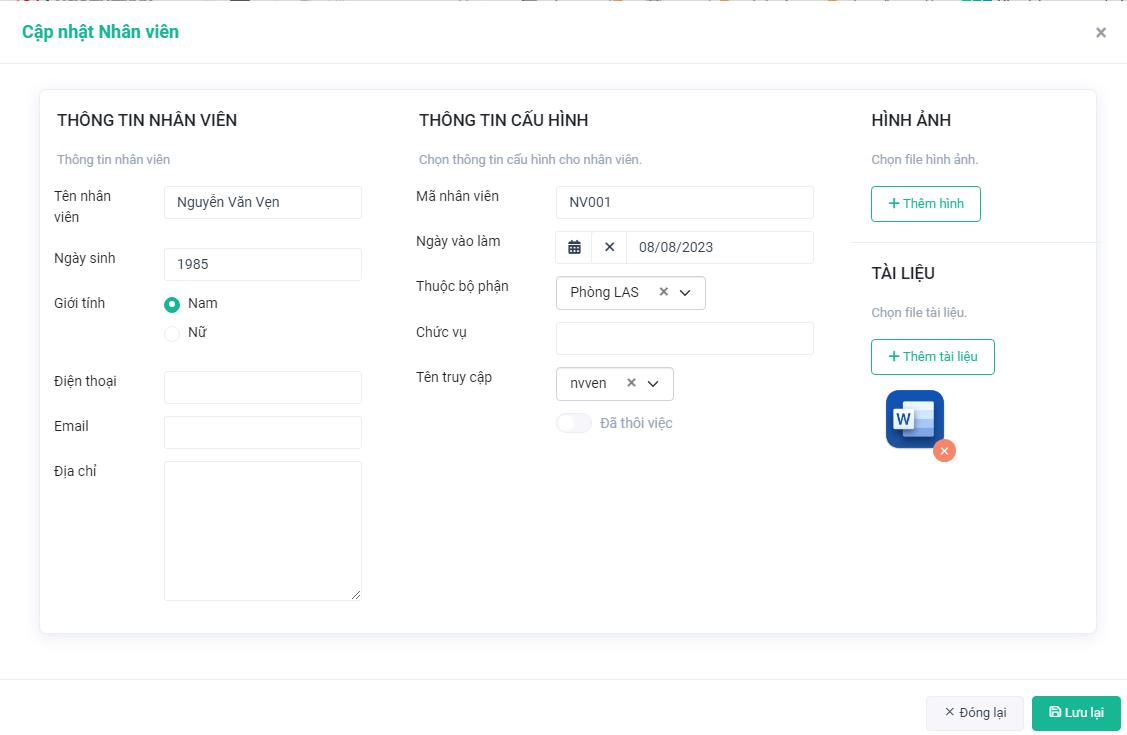 Cập nhật Nhân viên
×
THÔNG TIN NHÂN VIÊN
Thông tin nhân viên
Tên nhân
viên
Nguyễn Văn Vẹn
Ngày sinh
1985
Giới tính
Nam
Nữ
Điện thoại
Email
Địa chỉ
THÔNG TIN CẤU HÌNH
Chọn thông tin cấu hình cho nhân viên.
Mã nhân viên
NV001
Ngày vào làm
08/08/2023
Thuộc bộ phận
Phòng LAS
Chức vụ
Tên truy cập
nvven
Đã thôi việc
HÌNH ẢNH
Chọn file hình ảnh.
+ Thêm hình
TÀI LIỆU
Chọn file tài liệu.
+ Thêm tài liệu
W
× Đóng lại
Lưu lại